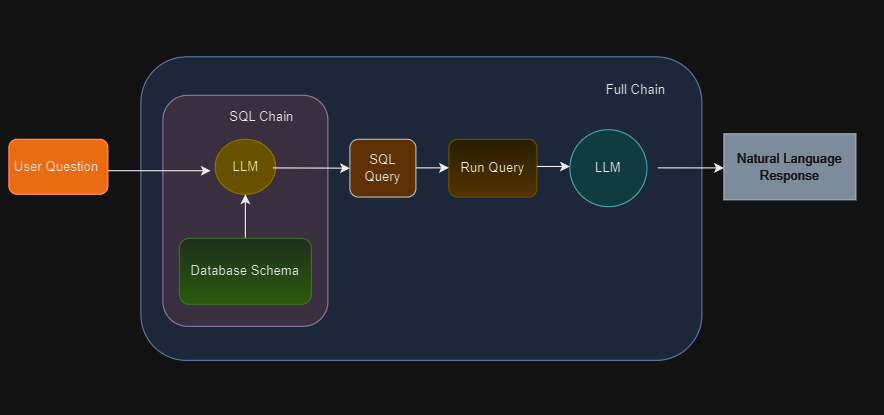 Full Chain
SQL Chain
User Question
LLM
SQL
Query
Run Query
LLM
Natural Language
Response
Database Schema